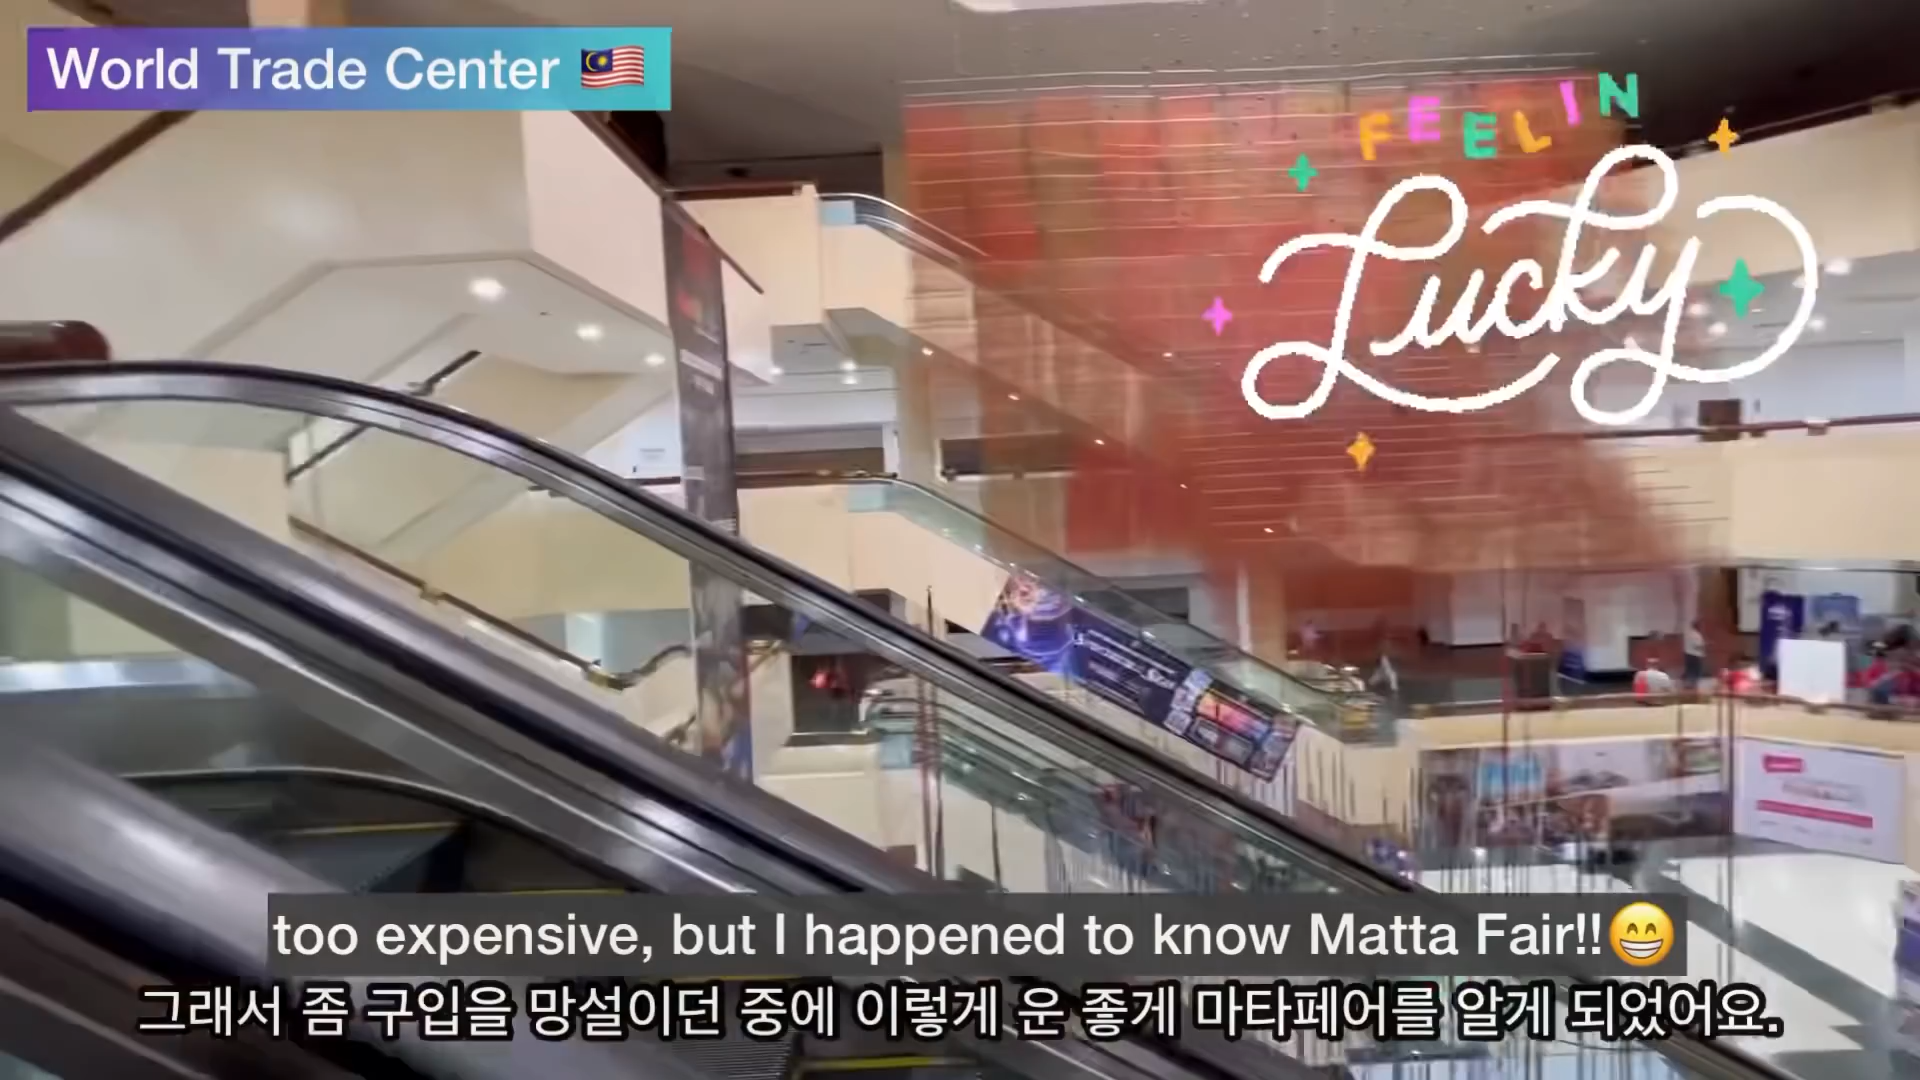 World Trade Center 🇲🇾
FEELIN
Lucky
too expensive, but I happened to know Matta Fair!!😁
그래서 좀 구입을 망설이던 중에 이렇게 운 좋게 마타페어를 알게 되었어요.